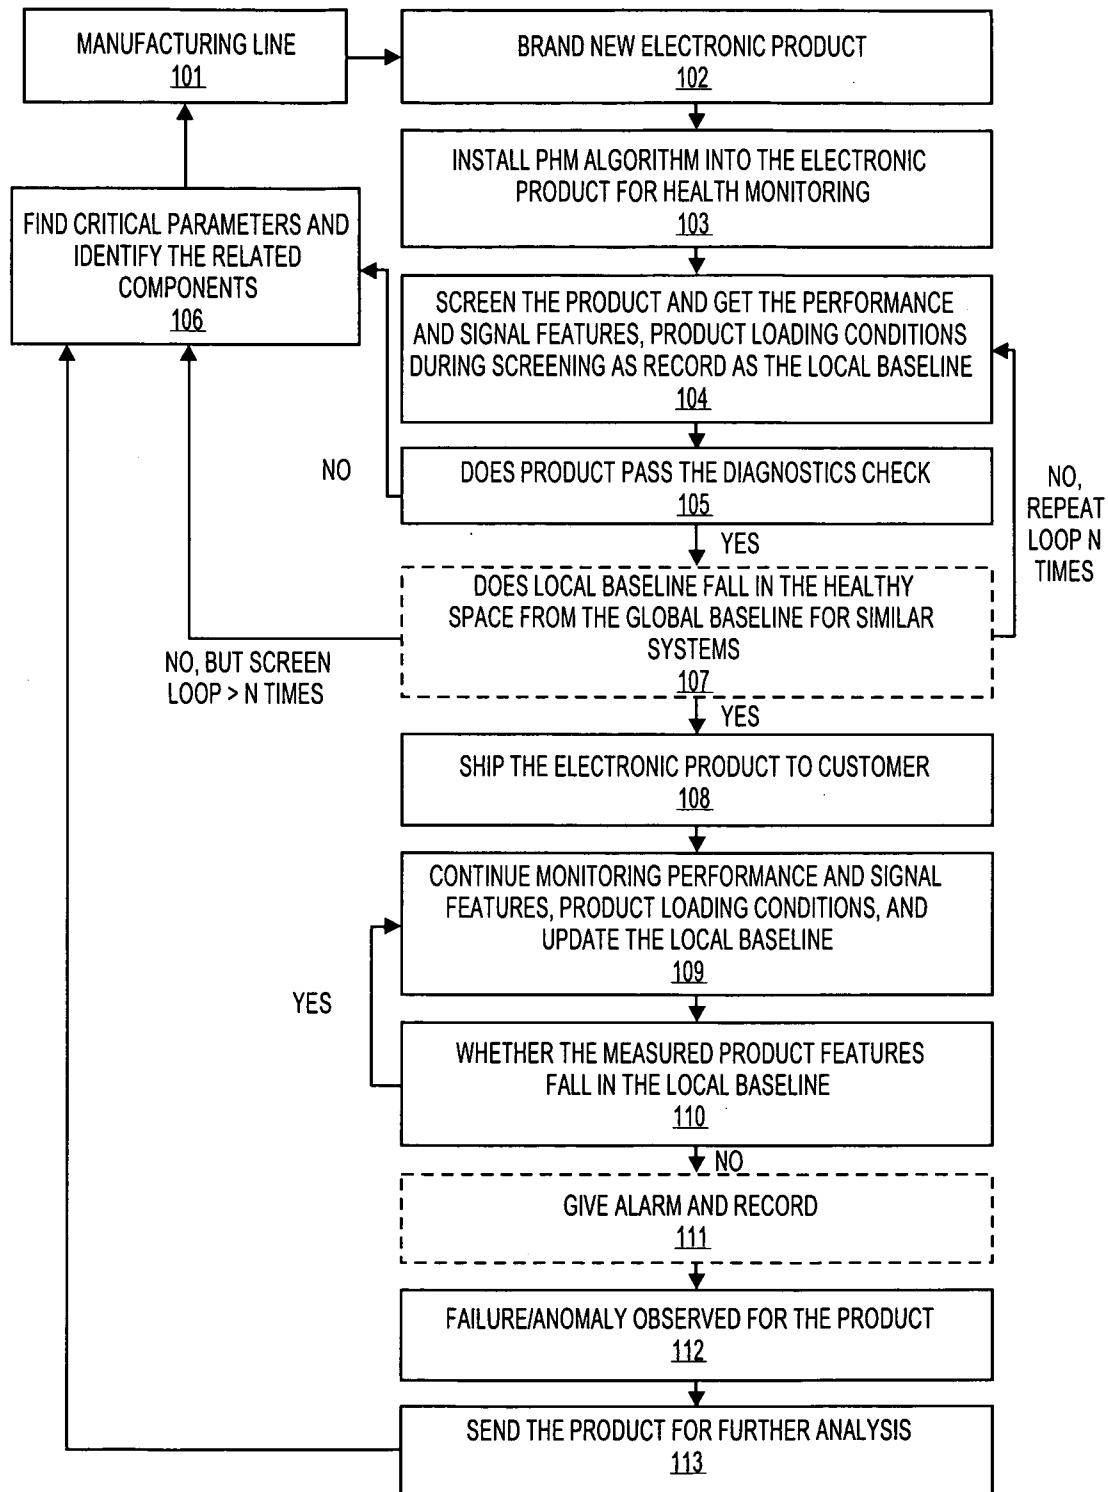 MANUFACTURING LINE
101
BRAND NEW ELECTRONIC PRODUCT
102
INSTALL PHM ALGORITHM INTO THE ELECTRONIC
PRODUCT FOR HEALTH MONITORING
103
FIND CRITICAL PARAMETERS AND
IDENTIFY THE RELATED
COMPONENTS
106
SCREEN THE PRODUCT AND GET THE PERFORMANCE
AND SIGNAL FEATURES, PRODUCT LOADING CONDITIONS
DURING SCREENING AS RECORD AS THE LOCAL BASELINE
104
NO
DOES PRODUCT PASS THE DIAGNOSTICS CHECK
105
NO,
REPEAT
LOOP N
TIMES
YES
DOES LOCAL BASELINE FALL IN THE HEALTHY
SPACE FROM THE GLOBAL BASELINE FOR SIMILAR
SYSTEMS
107
NO, BUT SCREEN
LOOP > N TIMES
YES
SHIP THE ELECTRONIC PRODUCT TO CUSTOMER
108
CONTINUE MONITORING PERFORMANCE AND SIGNAL
FEATURES, PRODUCT LOADING CONDITIONS, AND
UPDATE THE LOCAL BASELINE
109
YES
WHETHER THE MEASURED PRODUCT FEATURES
FALL IN THE LOCAL BASELINE
110
NO
GIVE ALARM AND RECORD
111
FAILURE/ANOMALY OBSERVED FOR THE PRODUCT
112
SEND THE PRODUCT FOR FURTHER ANALYSIS
113